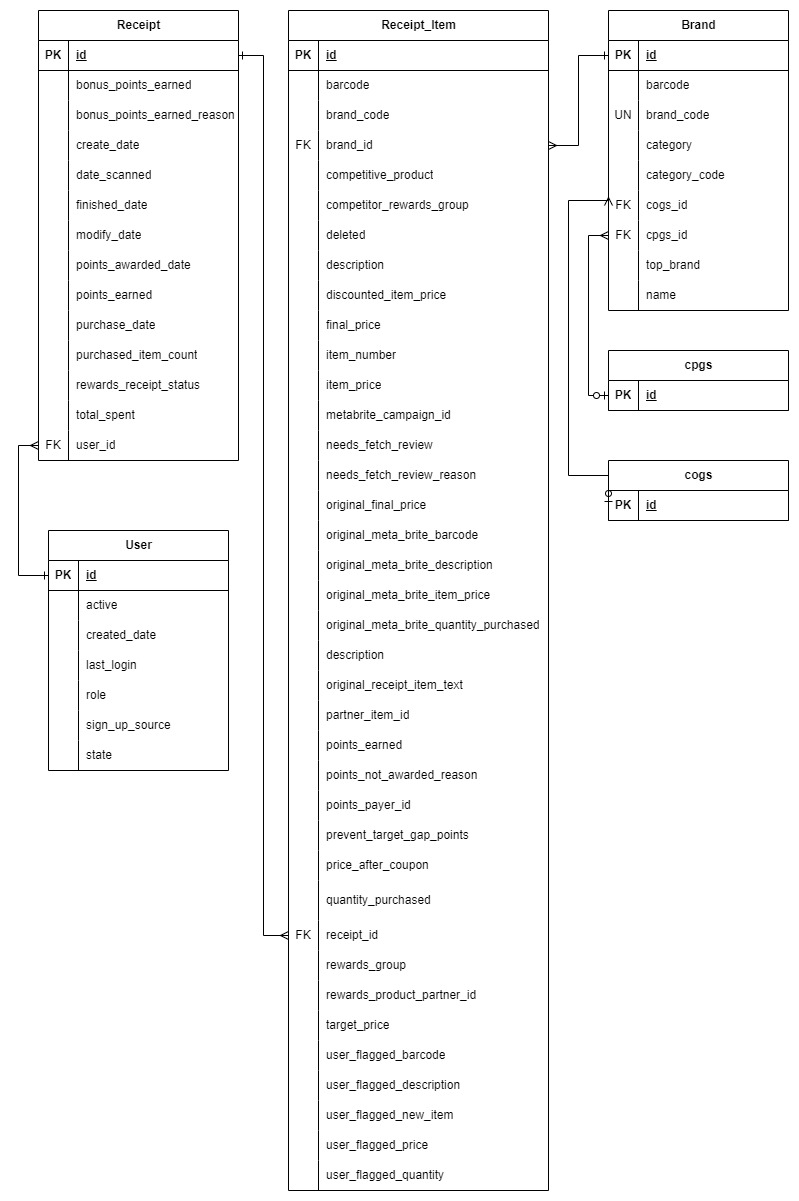 Receipt
PK id
bonus_points_earned
bonus_points_earned_reason
create_date
date_scanned
finished_date
modify_date
points_awarded_date
points_earned
purchase_date
purchased_item_count
rewards_receipt_status
total_spent
FK user_id
User
PK id
active
created_date
last_login
role
sign_up_source
state
Receipt_Item
PK id
barcode
brand_code
FK brand_id
competitive_product
competitor_rewards_group
deleted
description
discounted_item_price
final_price
item_number
item_price
metabrite_campaign_id
needs_fetch_review
needs_fetch_review_reason
original_final_price
original_meta_brite_barcode
original_meta_brite_description
original_meta_brite_item_price
original_meta_brite_quantity_purchased
description
original_receipt_item_text
partner_item_id
points_earned
points_not_awarded_reason
points_payer_id
prevent_target_gap_points
price_after_coupon
quantity_purchased
FK receipt_id
rewards_group
rewards_product_partner_id
target_price
user_flagged_barcode
user_flagged_description
user_flagged_new_item
user_flagged_price
user_flagged_quantity
Brand
PK id
barcode
UN brand_code
category
category_code
FK cogs_id
FK cpgs_id
top_brand
name
cpgs
PK id
cogs
PK id